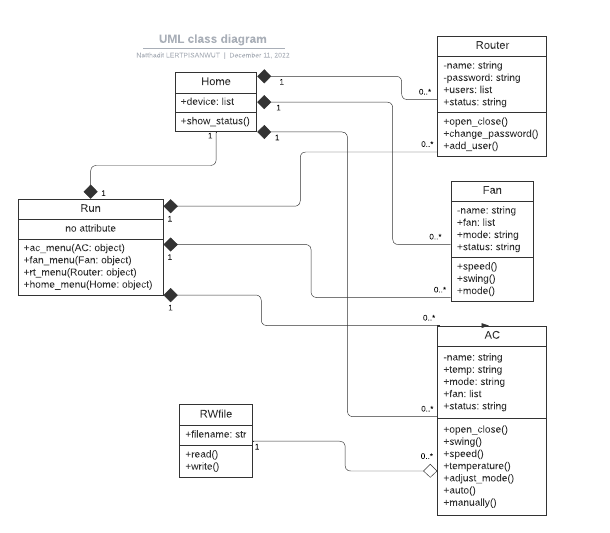 UML class diagram
Nathadit LERTPISANWUT | December 11, 2022
Home
+device: list
+show_status()
1
1
1
1
Router
-name: string
-password: string
+users: list
+status: string
+open_close()
+change_password()
+add_user()
0..*
0..*
Run
no attribute
+ac_menu(AC: object)
+fan_menu(Fan: object)
+rt_menu(Router: object)
+home_menu(Home: object)
1
1
1
1
Fan
-name: string
+fan: list
+mode: string
+status: string
+speed()
+swing()
+mode()
0..*
0..*
AC
-name: string
+temp: string
+mode: string
+fan: list
+status: string
+open_close()
+swing()
+speed()
+temperature()
+adjust_mode()
+auto()
+manually()
0..*
0..*
0..*
RWfile
+filename: str
+read()
+write()
1